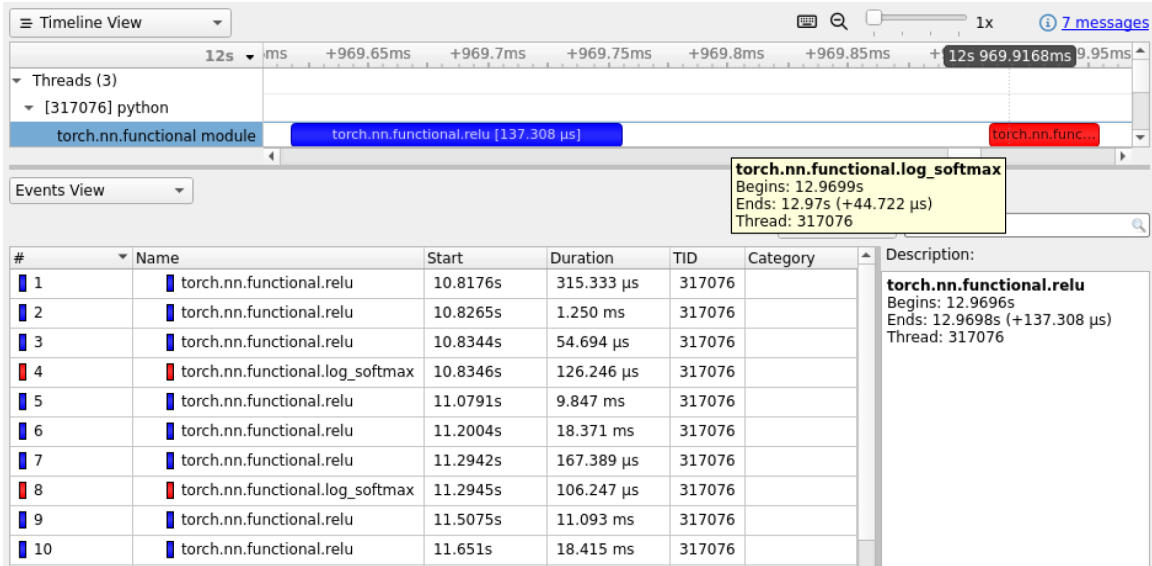 Timeline View
1x
7 messages
12s
ms
+969.65ms
+969.7ms
+969.75ms
+969.8ms
+969.85ms
12s 969.9168ms
9.95ms
Threads (3)
[317076] python
torch.nn.functional module
torch.nn.functional.relu [137.308 µs]
torch.nn.func...
torch.nn.functional.log_softmax
Begins: 12.9699s
Ends: 12.97s (+44.722 µs)
Thread: 317076
Events View
# Name Start Duration TID Category
1 torch.nn.functional.relu 10.8176s 315.333 µs 317076
2 torch.nn.functional.relu 10.8265s 1.250 ms 317076
3 torch.nn.functional.relu 10.8344s 54.694 µs 317076
4 torch.nn.functional.log_softmax 10.8346s 126.246 µs 317076
5 torch.nn.functional.relu 11.0791s 9.847 ms 317076
6 torch.nn.functional.relu 11.2004s 18.371 ms 317076
7 torch.nn.functional.relu 11.2942s 167.389 µs 317076
8 torch.nn.functional.log_softmax 11.2945s 106.247 µs 317076
9 torch.nn.functional.relu 11.5075s 11.093 ms 317076
10 torch.nn.functional.relu 11.651s 18.415 ms 317076
Description:
torch.nn.functional.relu
Begins: 12.9696s
Ends: 12.9698s (+137.308 µs)
Thread: 317076